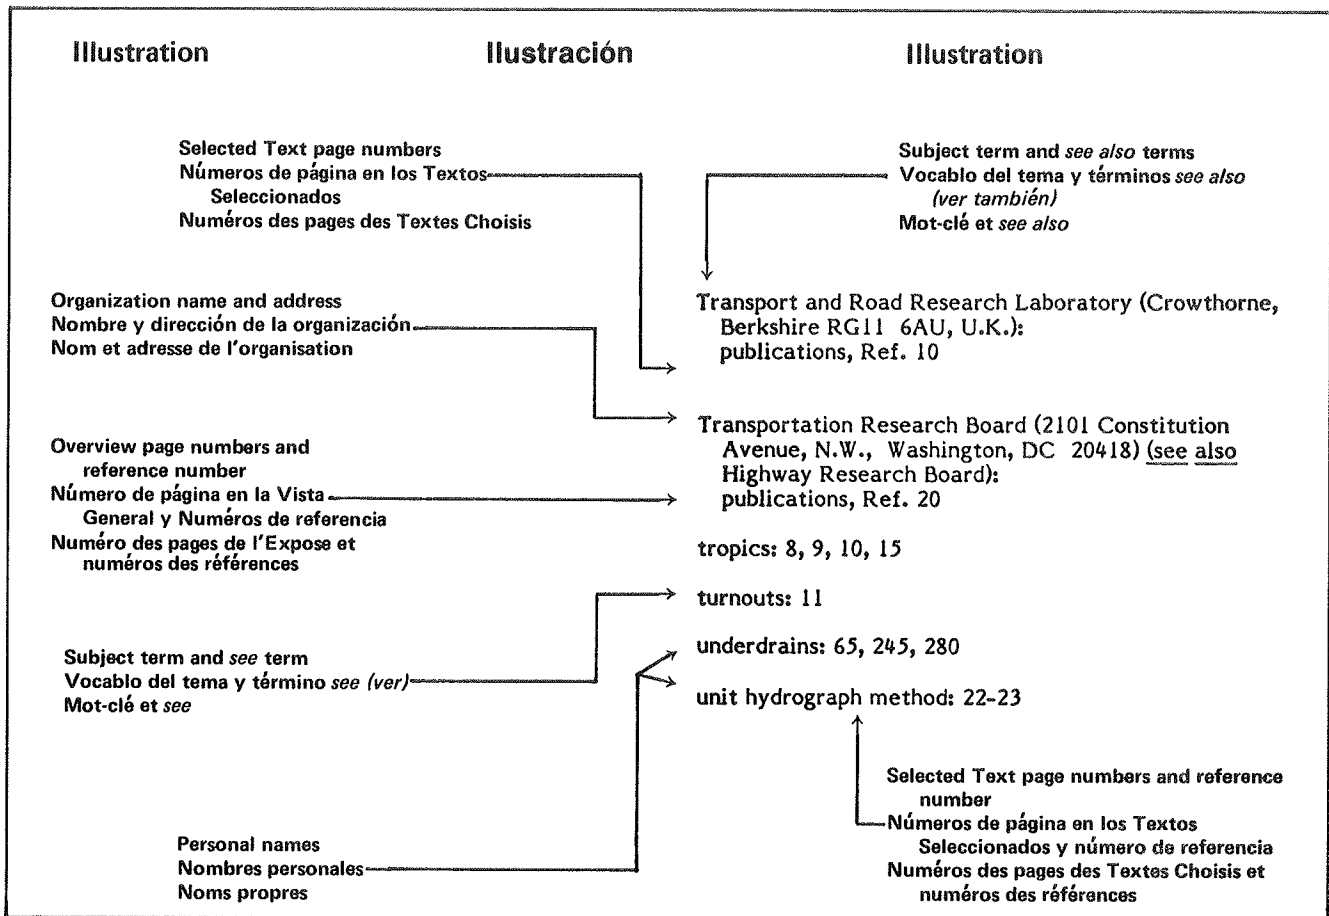 Illustration
Ilustración
Illustration
Selected Text page numbers
Números de página en los Textos
Seleccionados
Numéros des pages des Textes Choisis
Subject term and see also terms
Vocablo del tema y términos see also
(ver también)
Mot-clé et see also
Organization name and address
Nombre y dirección de la organización
Nom et adresse de l'organisation
Transport and Road Research Laboratory (Crowthorne,
Berkshire RG11 6AU, U.K.):
publications, Ref. 10
Overview page numbers and
reference number
Número de página en la Vista
General y Numéros de referencia
Numéro des pages de l'Expose et
numéros des références
Transportation Research Board (2101 Constitution
Avenue, N.W., Washington, DC 20418) (see also
Highway Research Board):
publications, Ref. 20
tropics: 8, 9, 10, 15
turnouts: 11
underdrains: 65, 245, 280
unit hydrograph method: 22-23
Subject term and see term
Vocablo del tema y término see (ver)
Mot-clé et see
Personal names
Nombres personales
Noms propres
Selected Text page numbers and reference
number
Números de página en los Textos
Seleccionados y número de referencia
Numéros des pages des Textes Choisis et
numéros des références